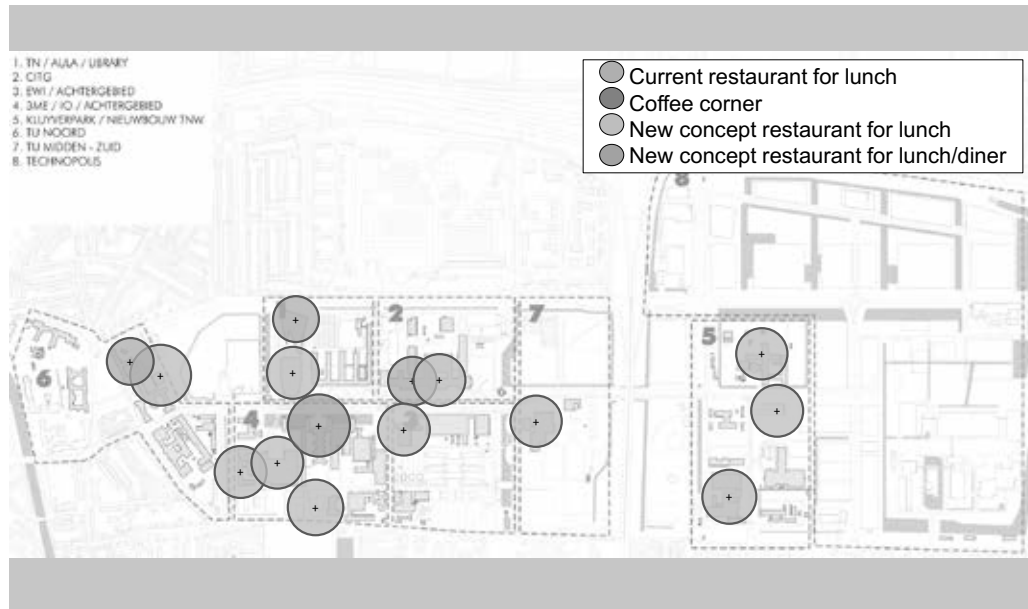 1. TN / AULA / LIBRARY
2. CITG
3. EWI / ACHTERGEBIED
4. 3ME / IO / ACHTERGEBIED
5. KLUYVERPARK / NIEUWBOUW TNW
6. TU NOORD
7. TU MIDDEN - ZUID
8. TECHNOPOLIS
Current restaurant for lunch
Coffee corner
New concept restaurant for lunch
New concept restaurant for lunch/diner
8
2
7
5
6
4